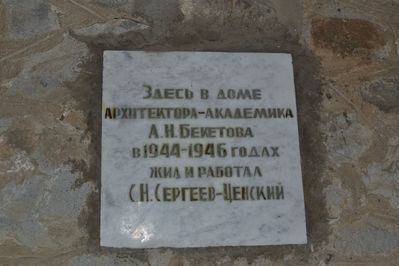 Здесь в доме
архитектора-академика
А.Н.Бекетова
в 1944-1946 годах
жил и работал
С.Н.Сергеев-Ценский